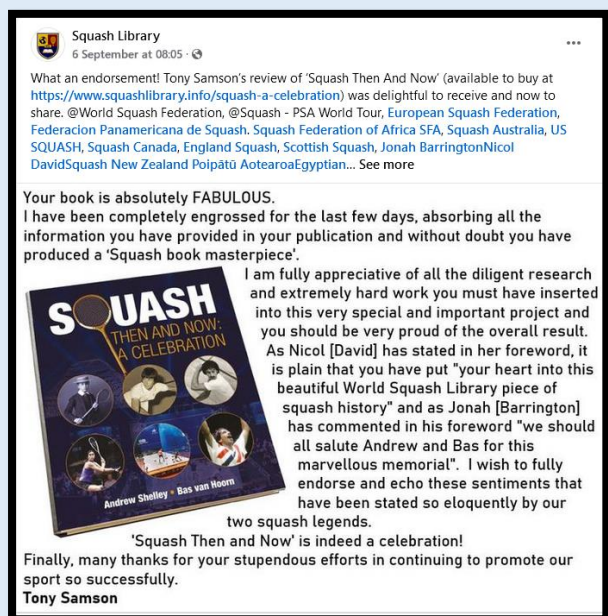 Squash Library
6 September at 08:05 ·
What an endorsement! Tony Samson's review of 'Squash Then And Now' (available to buy at
https://www.squashlibrary.info/squash-a-celebration) was delightful to receive and now to
share. @World Squash Federation, @Squash - PSA World Tour, European Squash Federation,
Federacion Panamericana de Squash. Squash Federation of Africa SFA, Squash Australia, US
SQUASH, Squash Canada, England Squash, Scottish Squash, Jonah BarringtonNicol
DavidSquash New Zealand Poipātū AotearoaEgyptian... See more
Your book is absolutely FABULOUS.
I have been completely engrossed for the last few days, absorbing all the
information you have provided in your publication and without doubt you have
produced a 'Squash book masterpiece'.
I am fully appreciative of all the diligent research
and extremely hard work you must have inserted
into this very special and important project and
you should be very proud of the overall result.
As Nicol [David] has stated in her foreword, it
is plain that you have put "your heart into this
beautiful World Squash Library piece of
squash history" and as Jonah [Barrington]
has commented in his foreword "we should
all salute Andrew and Bas for this
marvellous memorial". I wish to fully
endorse and echo these sentiments that
have been stated so eloquently by our
two squash legends.
'Squash Then and Now' is indeed a celebration!
Finally, many thanks for your stupendous efforts in continuing to promote our
sport so successfully.
Tony Samson
SQUASH
THEN AND NOW:
A CELEBRATION
Andrew Shelley • Bas van Hoorn